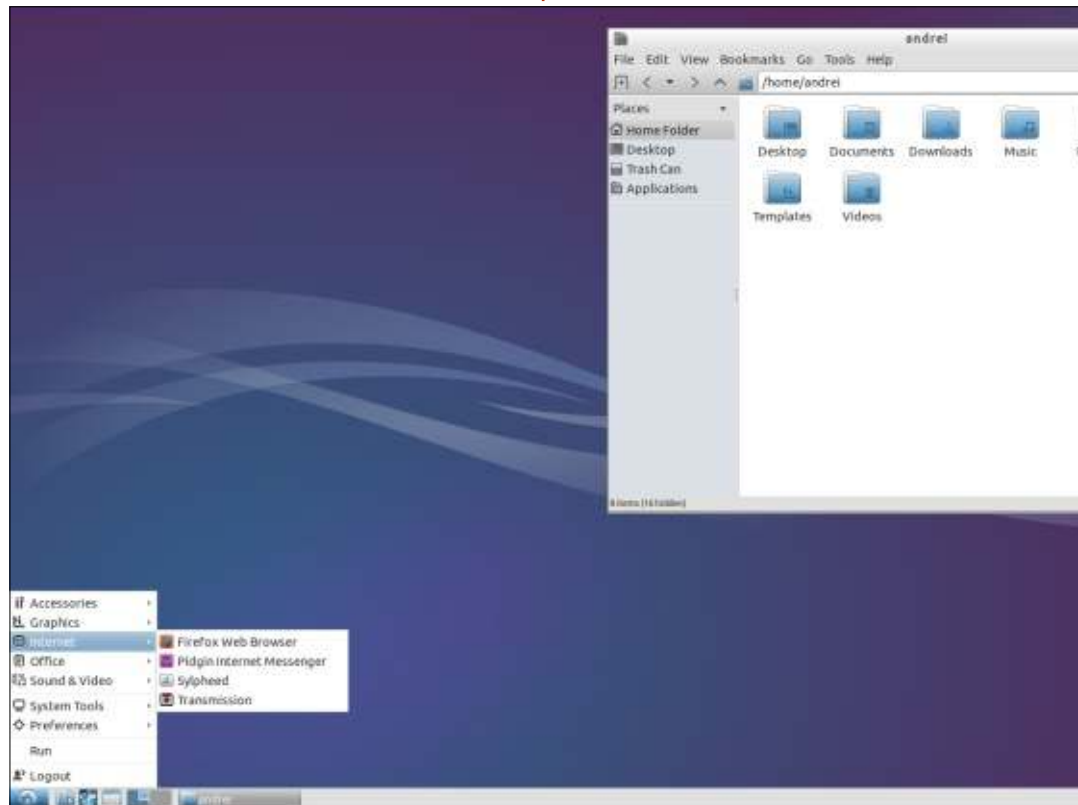 andrei
File Edit View Bookmarks Go Tools Help
/home/andrei
Places
Home Folder
Desktop
Trash Can
Applications
Desktop Documents Downloads Music
Templates Videos
Accessories
Graphics
Internet
Office
Sound & Video
System Tools
Preferences
Run
Logout
Firefox Web Browser
Pidgin Internet Messenger
Sylpheed
Transmission
andrei